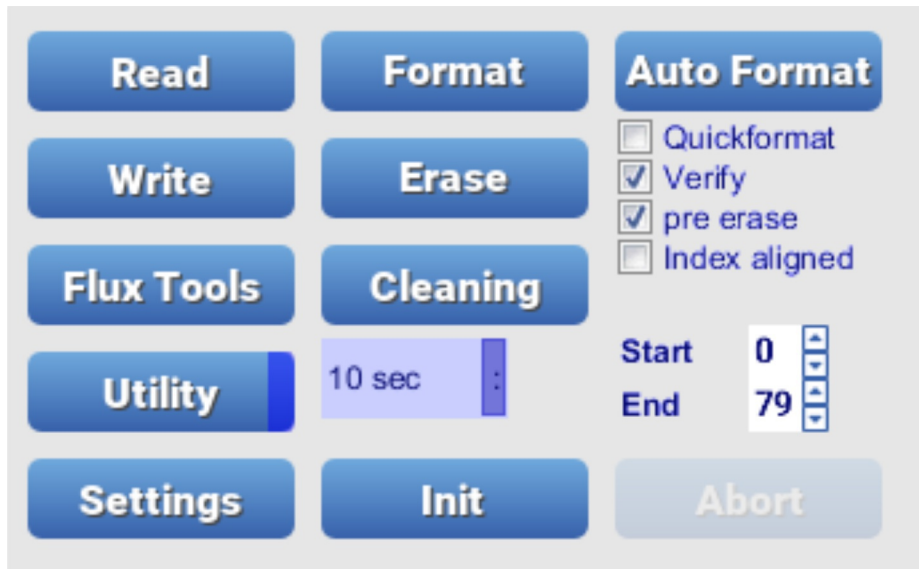 Read
Format
Auto Format
Quickformat
Verify
pre erase
Index aligned
Write
Erase
Flux Tools
Cleaning
Utility
10 sec :
Start 0
End 79
Settings
Init
Abort